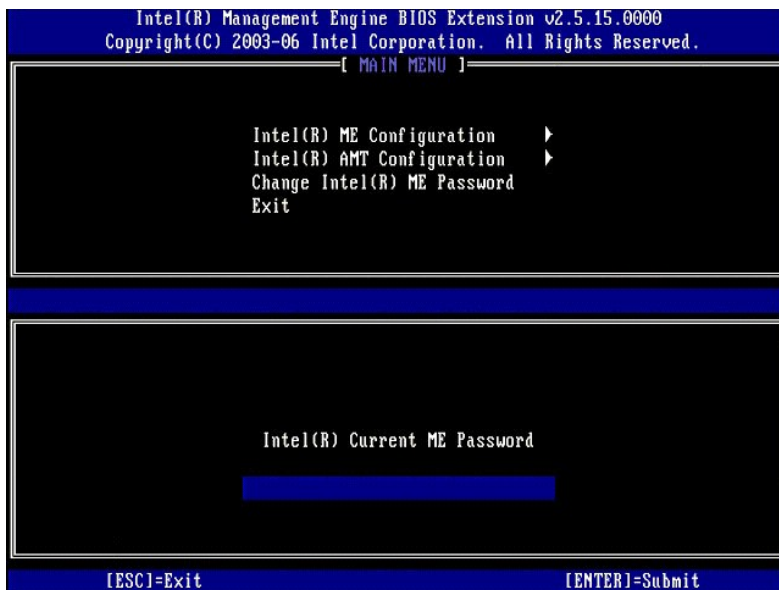 Intel(R) Management Engine BIOS Extension v2.5.15.0000
Copyright(C) 2003-06 Intel Corporation. All Rights Reserved.
[ MAIN MENU ]
Intel(R) ME Configuration
Intel(R) AMT Configuration
Change Intel(R) ME Password
Exit
Intel(R) Current ME Password
[ESC]=Exit [ENTER]=Submit